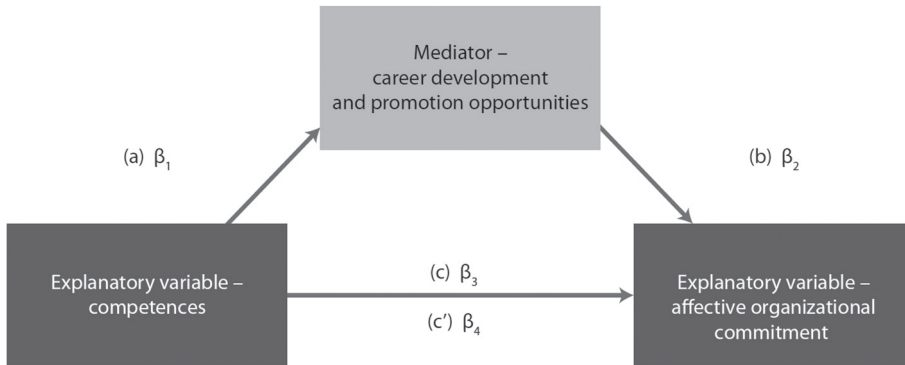 Mediator –
career development
and promotion opportunities
(a) β₁
(b) β₂
Explanatory variable –
competences
(c) β₃
(c') β₄
Explanatory variable –
affective organizational
commitment